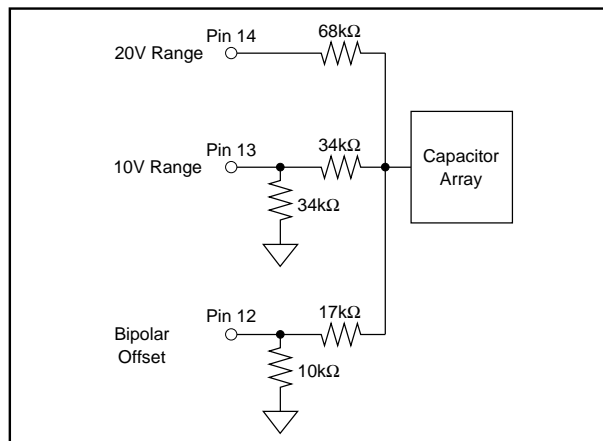 Pin 14
68kΩ
20V Range
Pin 13
34kΩ
10V Range
Capacitor
Array
34kΩ
Pin 12
17kΩ
Bipolar
Offset
10kΩ